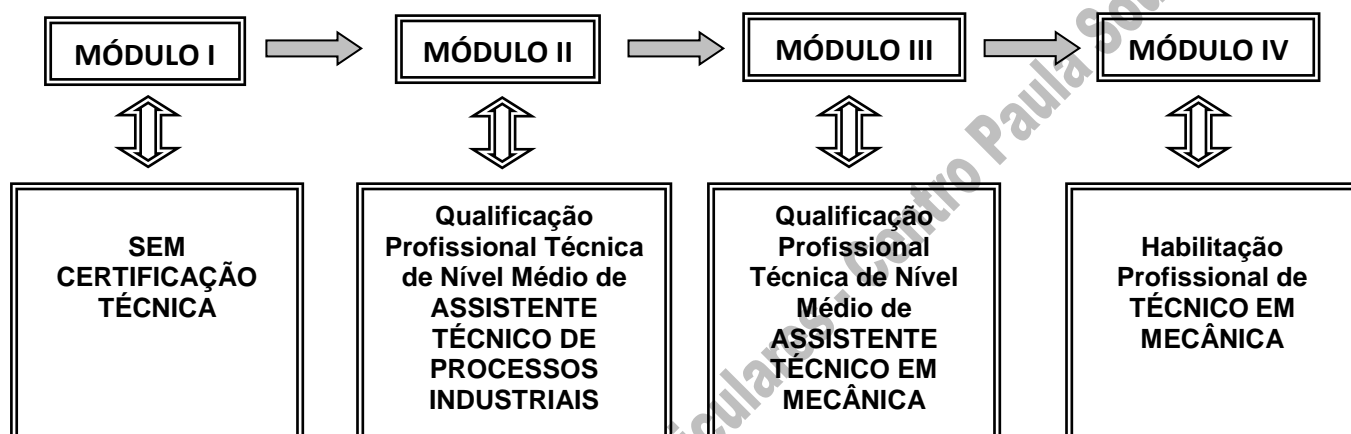 MÓDULO I
MÓDULO II
MÓDULO III
MÓDULO IV
SEM
CERTIFICAÇÃO
TÉCNICA
Qualificação
Profissional Técnica
de Nível Médio de
ASSISTENTE
TÉCNICO DE
PROCESSOS
INDUSTRIAIS
Qualificação
Profissional
Técnica de Nível
Médio de
ASSISTENTE
TÉCNICO EM
MECÂNICA
Habilitação
Profissional de
TÉCNICO EM
MECÂNICA
Centro Paula